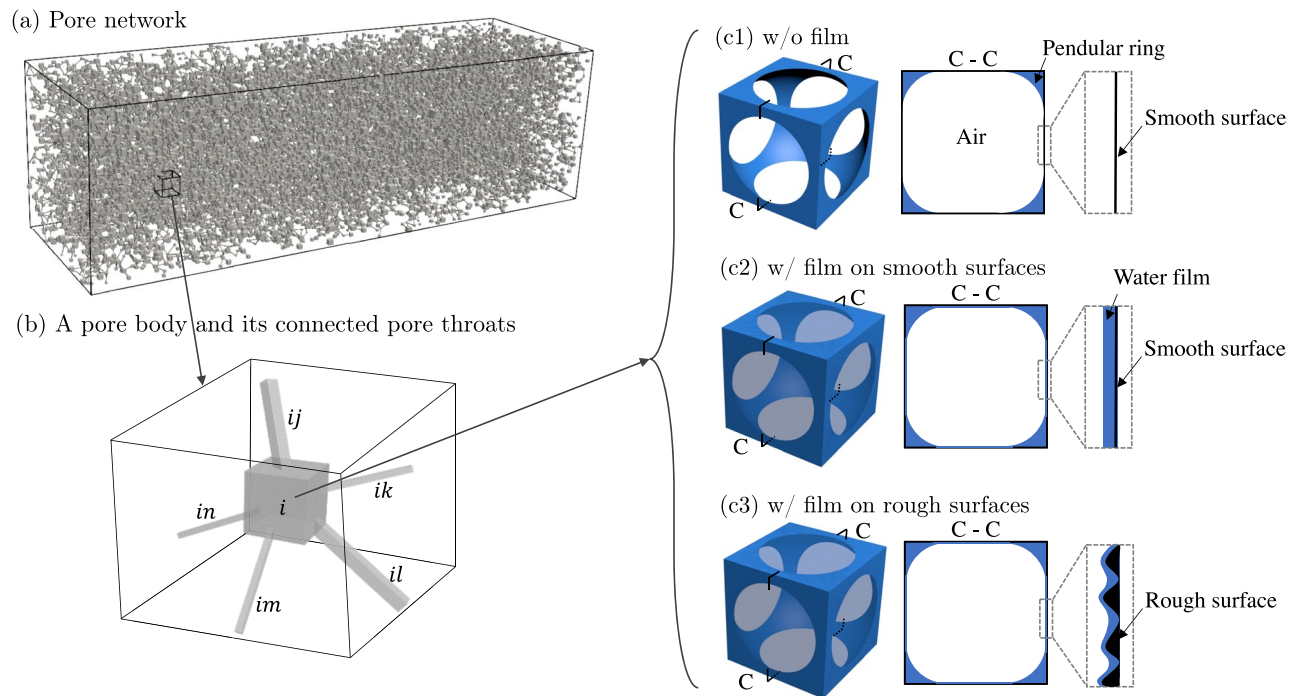 (a) Pore network
(b) A pore body and its connected pore throats
ij
ik
in
i
il
im
(c1) w/o film
C
C - C
Pendular ring
Air
Smooth surface
C
(c2) w/ film on smooth surfaces
C
C - C
Water film
Smooth surface
C
(c3) w/ film on rough surfaces
C
C - C
Rough surface
C